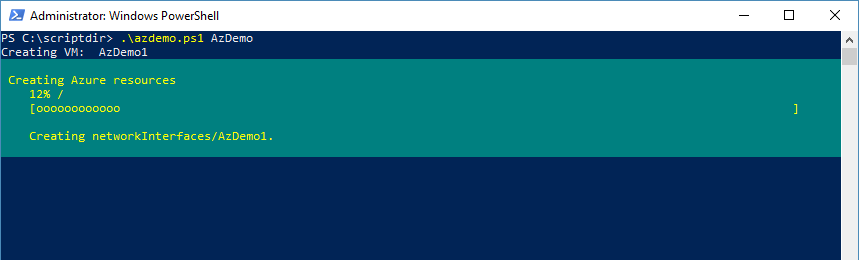 Administrator: Windows PowerShell
PS C:\scriptdir> .\azdemo.ps1 AzDemo
Creating VM:  AzDemo1
Creating Azure resources
12% /
[oooooooooooo                                                                                                ]
Creating networkInterfaces/AzDemo1.